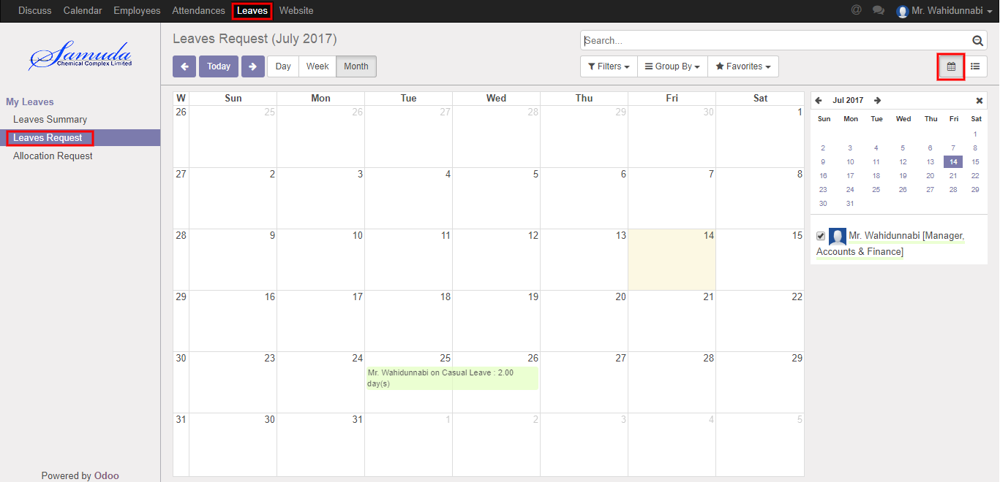 Discuss Calendar Employees Attendances Leaves Website @ Mr. Wahidunnabi
Samuda
Chemical Complex Limited
My Leaves
Leaves Summary
Leaves Request
Allocation Request
Powered by Odoo
Leaves Request (July 2017)
Search...
Today Day Week Month
Filters Group By Favorites
W Sun Mon Tue Wed Thu Fri Sat
26 25 26 27 28 29 30 1
27 2 3 4 5 6 7 8
28 9 10 11 12 13 14 15
29 16 17 18 19 20 21 22
30 23 24 25 26 27 28 29
Mr. Wahidunnabi on Casual Leave : 2.00
day(s)
31 30 31 1 2 3 4 5
Jul 2017
Sun Mon Tue Wed Thu Fri Sat
1
2 3 4 5 6 7 8
9 10 11 12 13 14 15
16 17 18 19 20 21 22
23 24 25 26 27 28 29
30 31
Mr. Wahidunnabi [Manager,
Accounts & Finance]